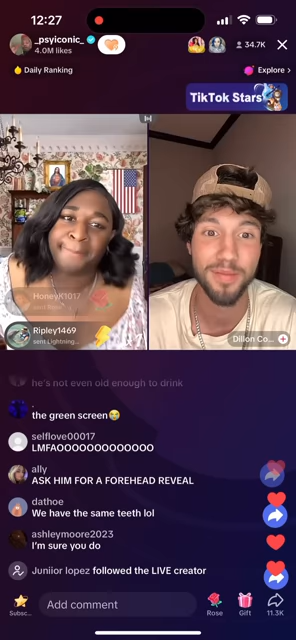 12:27
_psyiconic_
4.0M likes
34.7K
Daily Ranking
Explore >
TikTok Stars
HoneyK1017
sent Rose
Ripley1469
sent Lightning...
Dillon Co...
he's not even old enough to drink
.
the green screen😭
selflove00017
LMFAOOOOOOOOOOOOO
ally
ASK HIM FOR A FOREHEAD REVEAL
dathoe
We have the same teeth lol
ashleymoore2023
I'm sure you do
Juniior lopez followed the LIVE creator
Subsc...
Add comment
Rose
Gift
11.3K